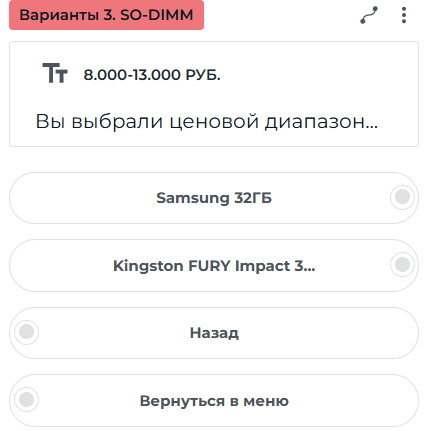 Варианты 3. SO-DIMM
8.000-13.000 РУБ.
Вы выбрали ценовой диапазон...
Samsung 32ГБ
Kingston FURY Impact 3...
Назад
Вернуться в меню